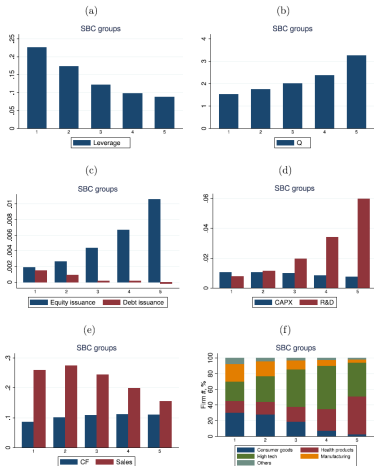 (a)
SBC groups
0 .05 .1 .15 .2 .25
1 2 3 4 5
Leverage
(b)
SBC groups
0 1 2 3 4
1 2 3 4 5
Q
(c)
SBC groups
0 .002 .004 .006 .008 .01
1 2 3 4 5
Equity issuance Debt issuance
(d)
SBC groups
0 .02 .04 .06
1 2 3 4 5
CAPX R&D
(e)
SBC groups
0 .1 .2 .3
1 2 3 4 5
CF Sales
(f)
SBC groups
Firm #, %
0 20 40 60 80 100
1 2 3 4 5
Consumer goods Health products
High tech Manufacturing
Others